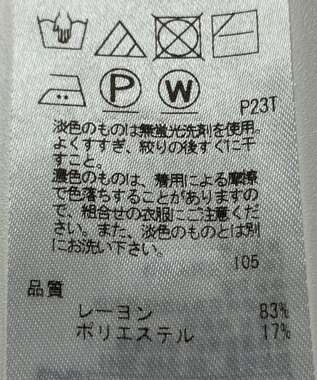 P W
P23T
淡色のものは無蛍光洗剤を使用。
よくすすぎ、絞りの後すぐに干
すこと。
濃色のものは、着用による摩擦
で色落ちすることがありますの
で、組合せの衣服にご注意くだ
さい。また、淡色のものとは別
にお洗い下さい。
105
品質
レーヨン 83%
ポリエステル 17%